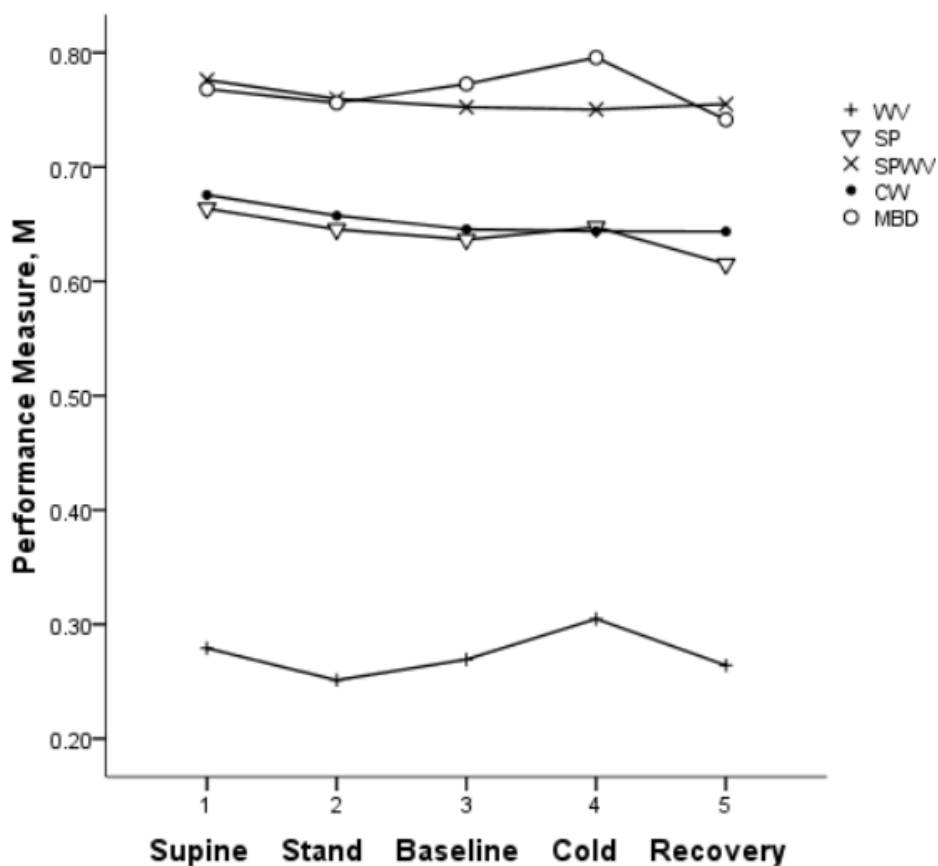 0.80
0.70
0.60
0.50
0.40
0.30
0.20
Performance Measure, M
1 2 3 4 5
Supine Stand Baseline Cold Recovery
WV
SP
SPWV
CW
MBD